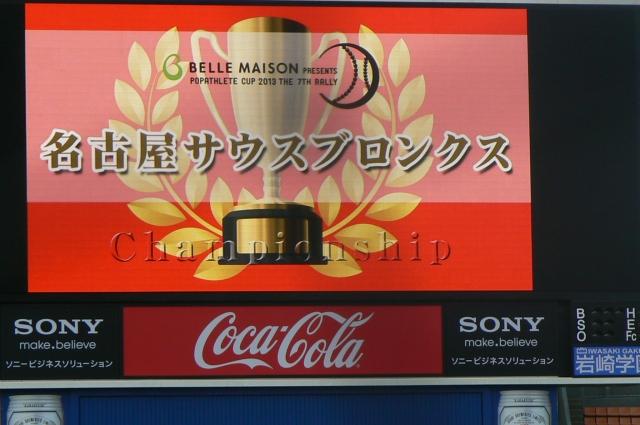 BELLE MAISON PRESENTS
POPATHLETE CUP 2013 THE 7TH RALLY
名古屋サウスブロンクス
Championship
SONY
make.believe
ソニービジネスソリューション
Coca-Cola
SONY
make.believe
ソニービジネスソリューション
B H
S E
O Fc
IWASAKI GAKU
岩崎学園